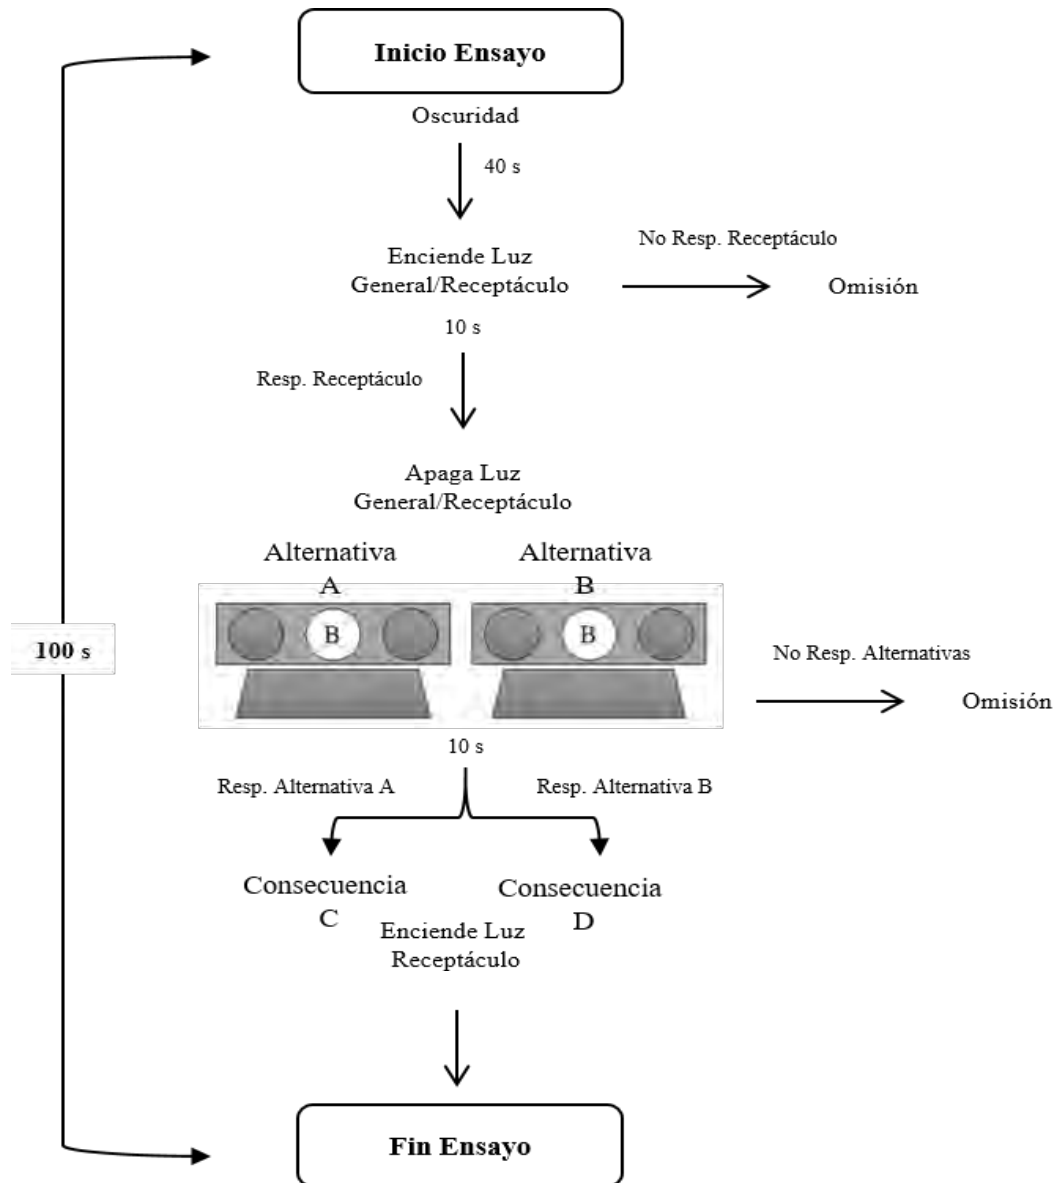 Inicio Ensayo
Oscuridad
40 s
No Resp. Receptáculo
Enciende Luz
General/Receptáculo
Omisión
10 s
Resp. Receptáculo
Apaga Luz
General/Receptáculo
Alternativa
A
Alternativa
B
B
B
100 s
No Resp. Alternativas
Omisión
10 s
Resp. Alternativa A
Resp. Alternativa B
Consecuencia
C
Consecuencia
D
Enciende Luz
Receptáculo
Fin Ensayo